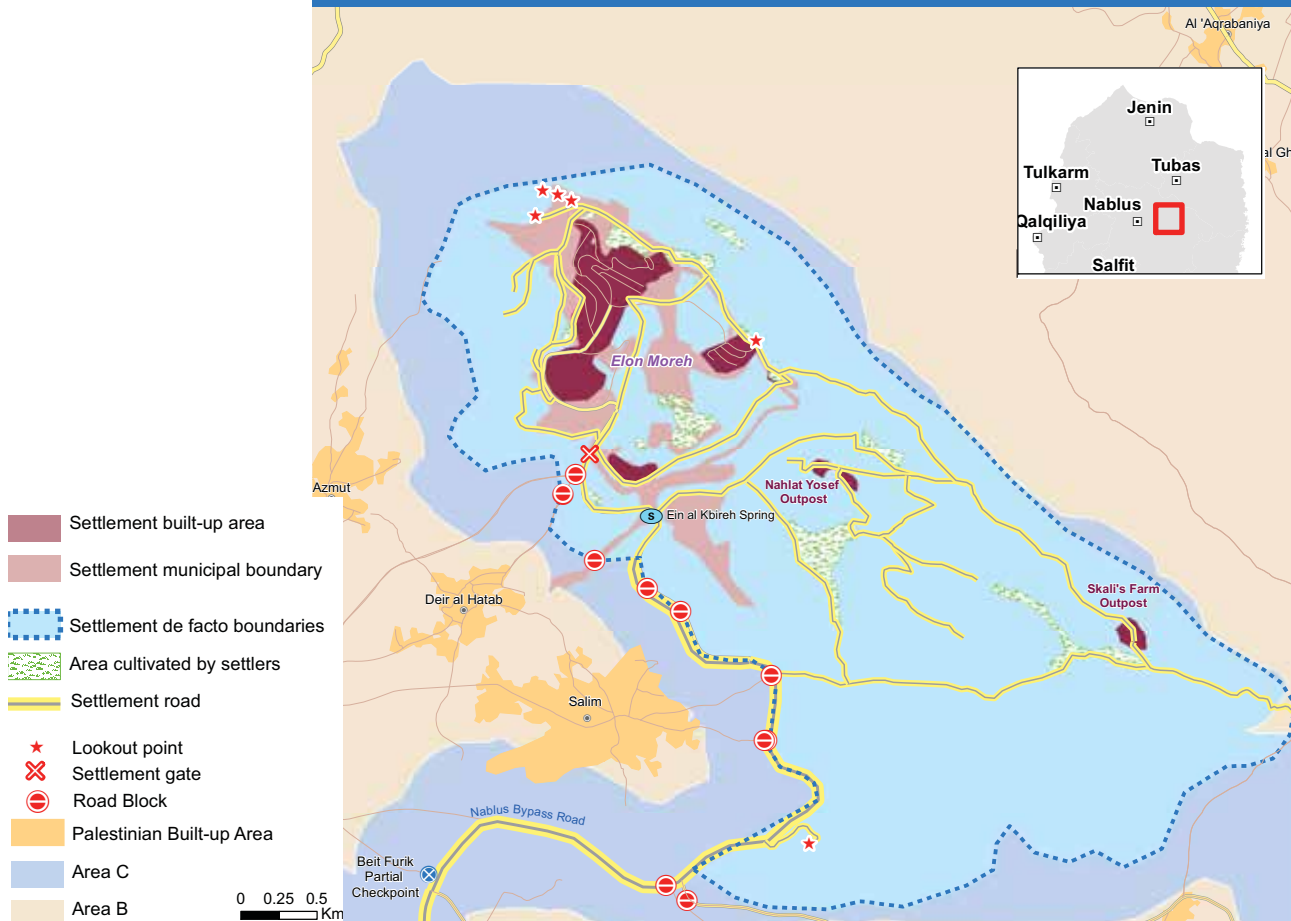 Al 'Aqrabaniya
Jenin
Tubas
Tulkarm
Nablus
Qalqiliya
Salfit
al Gh
Elon Moreh
Azmut
Nahlat Yosef
Outpost
S
Ein al Kbireh Spring
Skali's Farm
Outpost
Deir al Hatab
Salim
Nablus Bypass Road
Beit Furik
Partial
Checkpoint
Settlement built-up area
Settlement municipal boundary
Settlement de facto boundaries
Area cultivated by settlers
Settlement road
Lookout point
Settlement gate
Road Block
Palestinian Built-up Area
Area C
Area B
0 0.25 0.5
Km